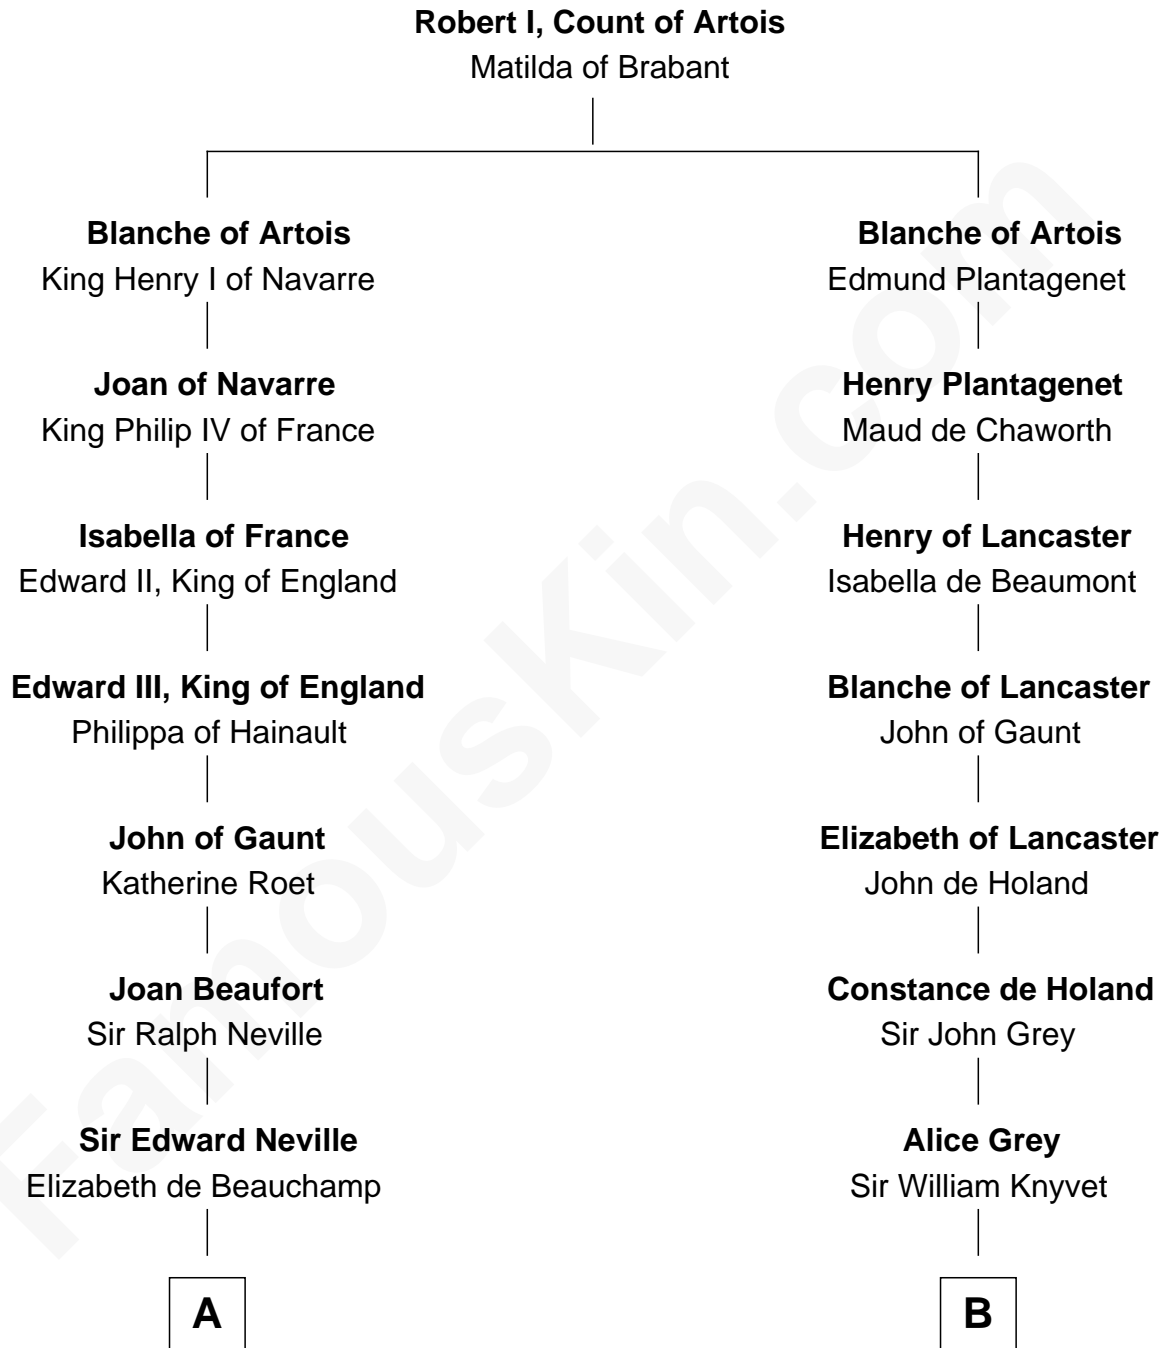 Robert I, Count of Artois
Matilda of Brabant
Blanche of Artois
King Henry I of Navarre
Joan of Navarre
King Philip IV of France
Isabella of France
Edward II, King of England
Edward III, King of England
Philippa of Hainault
John of Gaunt
Katherine Roet
Joan Beaufort
Sir Ralph Neville
Sir Edward Neville
Elizabeth de Beauchamp
A
Blanche of Artois
Edmund Plantagenet
Henry Plantagenet
Maud de Chaworth
Henry of Lancaster
Isabella de Beaumont
Blanche of Lancaster
John of Gaunt
Elizabeth of Lancaster
John de Holand
Constance de Holand
Sir John Grey
Alice Grey
Sir William Knyvet
B
FamousKin.com